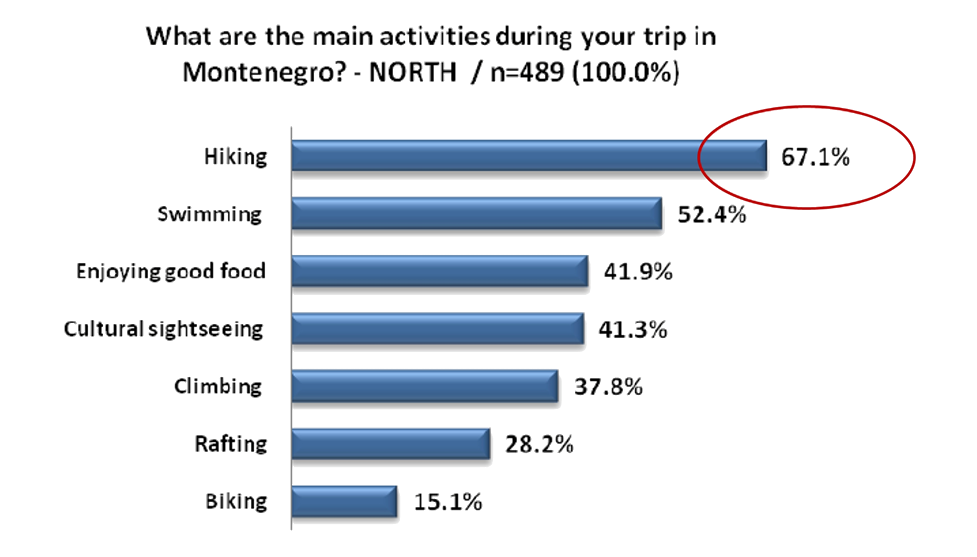 What are the main activities during your trip in
Montenegro? - NORTH / n=489 (100.0%)
Hiking 67.1%
Swimming 52.4%
Enjoying good food 41.9%
Cultural sightseeing 41.3%
Climbing 37.8%
Rafting 28.2%
Biking 15.1%